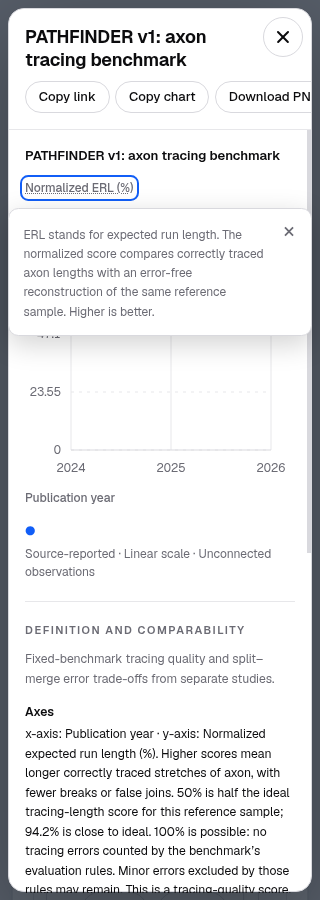 PATHFINDER v1: axon
tracing benchmark
Copy link
Copy chart
Download PN
PATHFINDER v1: axon tracing benchmark
Normalized ERL (%)
ERL stands for expected run length. The
normalized score compares correctly traced
axon lengths with an error-free
reconstruction of the same reference
sample. Higher is better.
23.55
0
2024
2025
2026
Publication year
Source-reported · Linear scale · Unconnected
observations
DEFINITION AND COMPARABILITY
Fixed-benchmark tracing quality and split–
merge error trade-offs from separate studies.
Axes
x-axis: Publication year · y-axis: Normalized
expected run length (%). Higher scores mean
longer correctly traced stretches of axon, with
fewer breaks or false joins. 50% is half the ideal
tracing-length score for this reference sample;
94.2% is close to ideal. 100% is possible: no
tracing errors counted by the benchmark's
evaluation rules. Minor errors excluded by those
rules may remain. This is a tracing-quality score